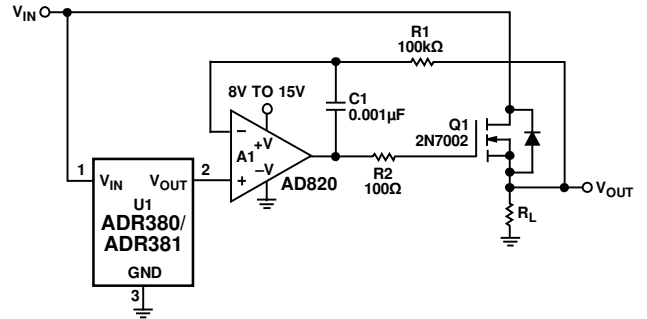 VIN
R1
100kΩ
8V TO 15V
C1
0.001µF
Q1
2N7002
–
+V
A1
–V
+
AD820
R2
100Ω
1
VIN
VOUT
2
U1
ADR380/
ADR381
GND
3
VOUT
RL